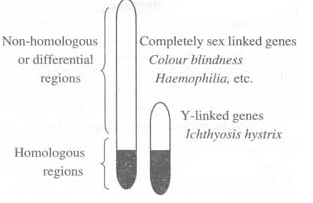 Non-homologous
or differential
regions
Completely sex linked genes
Colour blindness
Haemophilia, etc.
Y-linked genes
Ichthyosis hystrix
Homologous
regions